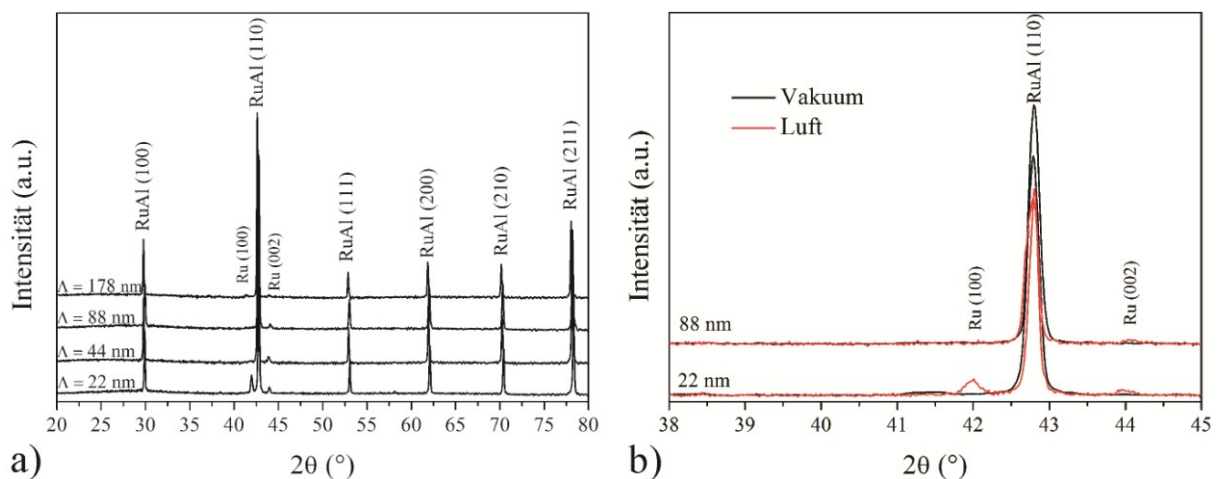 Intensität (a.u.)
RuAl (100)
Ru (100)
RuAl (110)
Ru (002)
RuAl (111)
RuAl (200)
RuAl (210)
RuAl (211)
Λ = 178 nm
Λ = 88 nm
Λ = 44 nm
Λ = 22 nm
20 25 30 35 40 45 50 55 60 65 70 75 80
2θ (°)
a)
Intensität (a.u.)
Vakuum
Luft
RuAl (110)
Ru (100)
Ru (002)
88 nm
22 nm
38 39 40 41 42 43 44 45
2θ (°)
b)